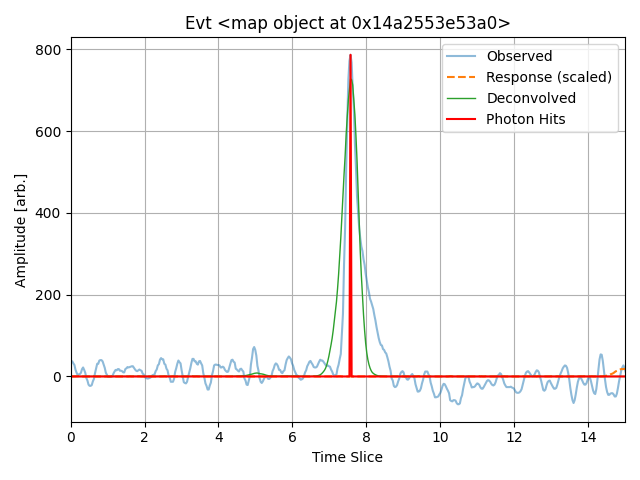 Evt <map object at 0x14a2553e53a0>
800
600
400
200
0
Amplitude [arb.]
Observed
Response (scaled)
Deconvolved
Photon Hits
0 2 4 6 8 10 12 14
Time Slice